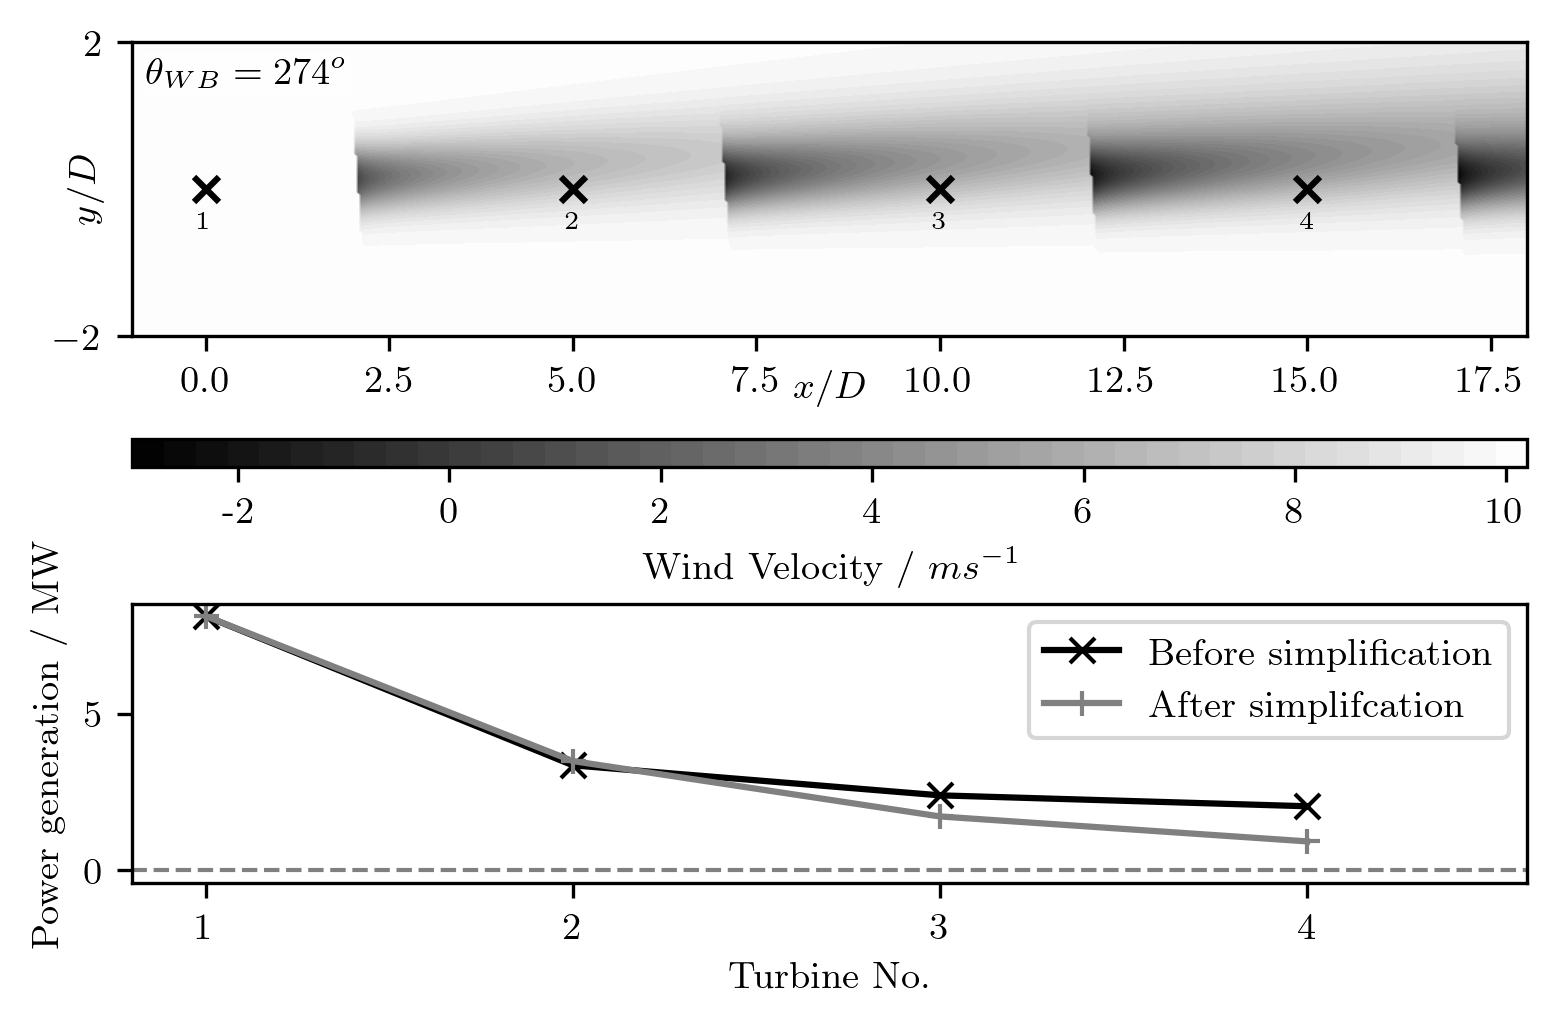 2
θWB = 274°
y/D
1
2
3
4
−2
0.0 2.5 5.0 7.5 10.0 12.5 15.0 17.5
x/D
-2 0 2 4 6 8 10
Wind Velocity / ms⁻¹
Power generation / MW
Before simplification
After simplifcation
5
0
1 2 3 4
Turbine No.